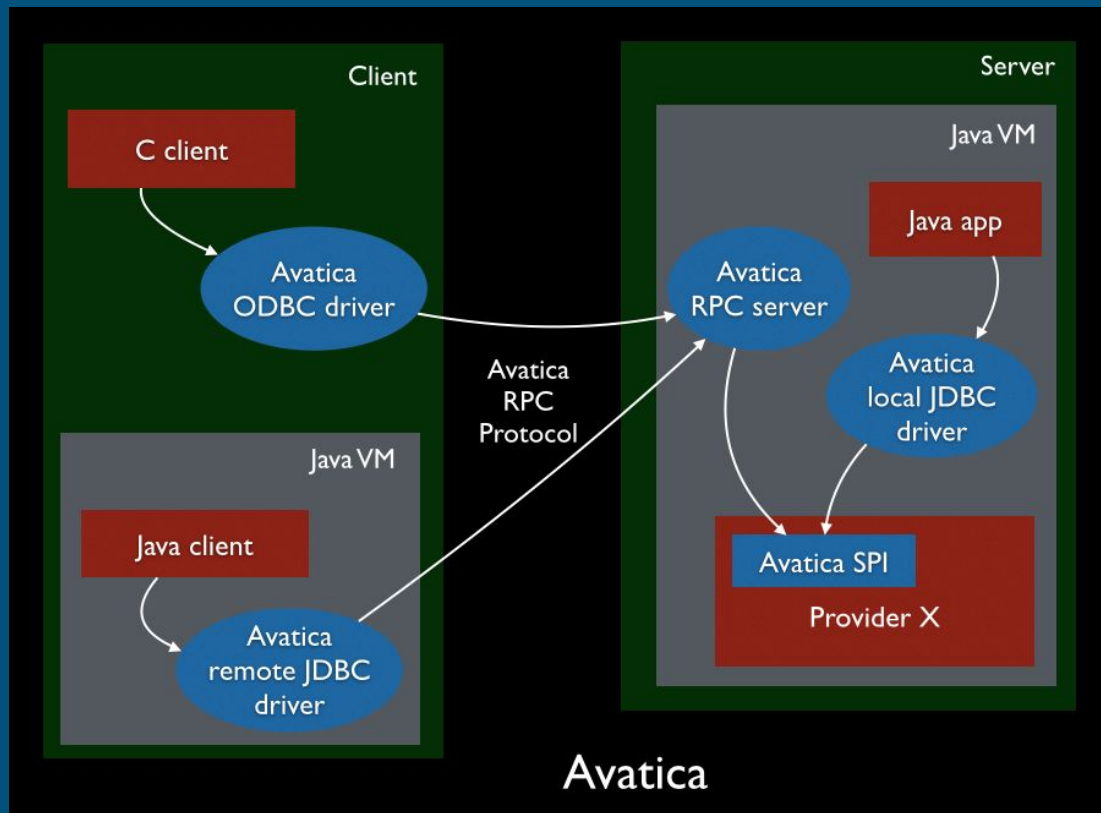 Client
C client
Avatica
ODBC driver
Java VM
Java client
Avatica
remote JDBC
driver
Avatica
RPC
Protocol
Server
Java VM
Java app
Avatica
RPC server
Avatica
local JDBC
driver
Avatica SPI
Provider X
Avatica